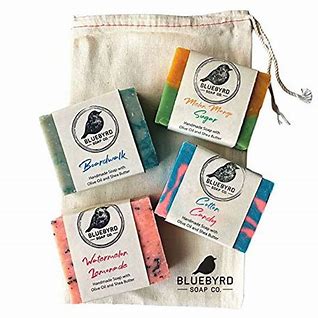 BLUEBYRD
SOAP CO.
Boardwalk
Handmade Soap with
Olive Oil and Shea Butter
BLUEBYRD
SOAP CO.
Moho Mango
Sugar
Handmade Soap with
Olive Oil and Shea Butter
BLUEBYRD
SOAP CO.
Cotton
Candy
Handmade Soap with
Olive Oil and Shea Butter
BLUEBYRD
SOAP CO.
Watermelon
Lemonade
Handmade Soap with
Olive Oil and Shea Butter
BLUEBYRD
SOAP CO.